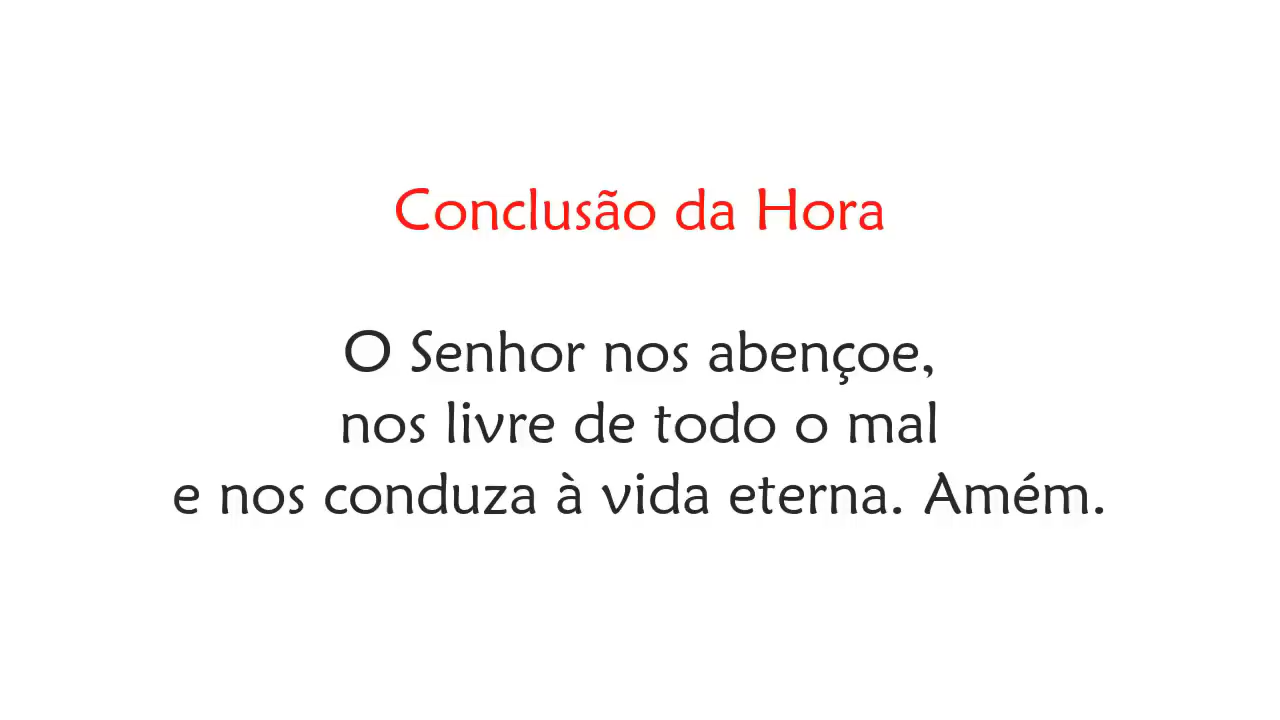 Conclusão da Hora
O Senhor nos abençoe,
nos livre de todo o mal
e nos conduza à vida eterna. Amém.